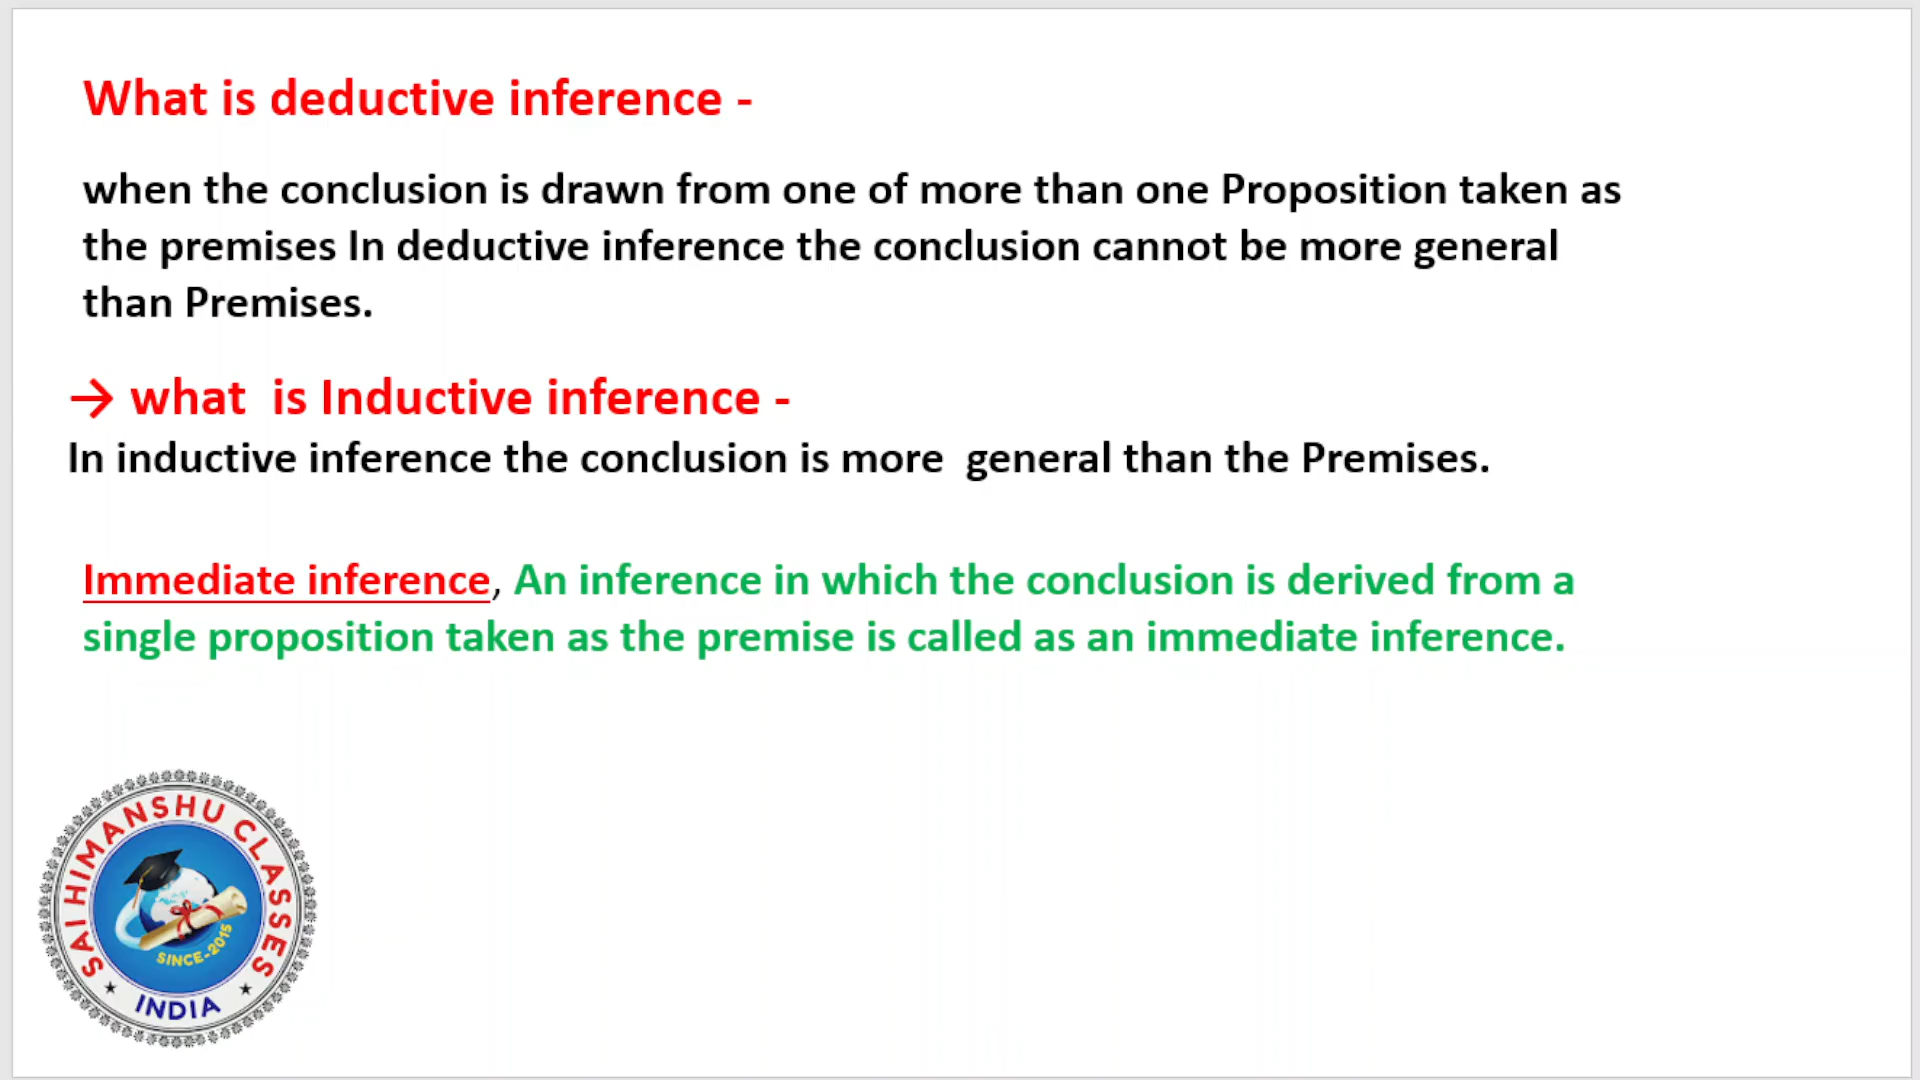 What is deductive inference -
when the conclusion is drawn from one of more than one Proposition taken as
the premises In deductive inference the conclusion cannot be more general
than Premises.
→ what  is Inductive inference -
In inductive inference the conclusion is more  general than the Premises.
Immediate inference, An inference in which the conclusion is derived from a
single proposition taken as the premise is called as an immediate inference.
SAI HIMANSHU CLASSES
SINCE-2015
★ INDIA ★